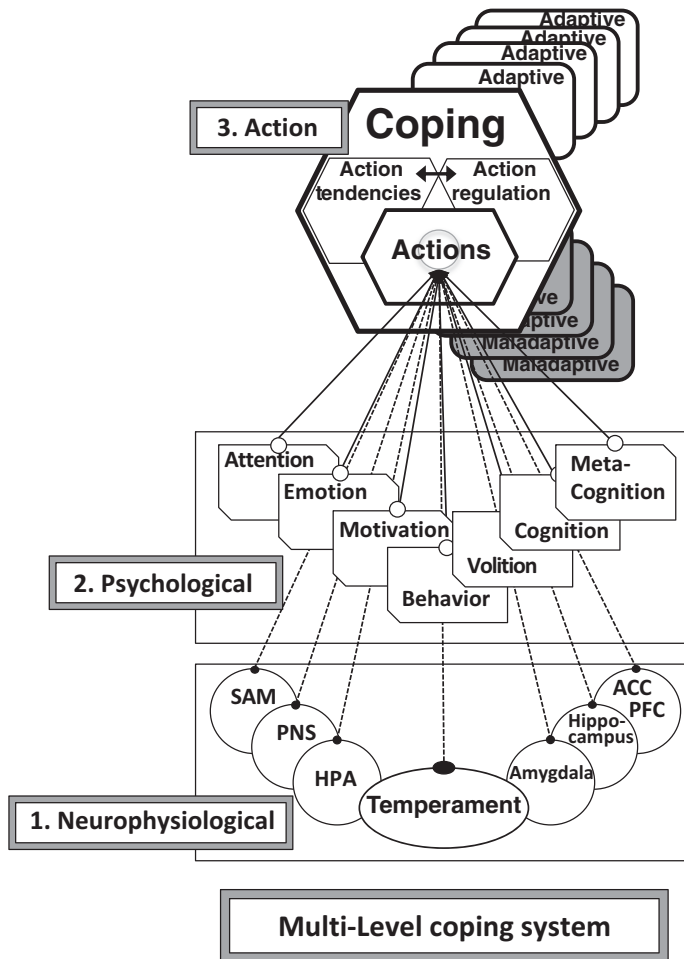 Adaptive
Adaptive
Adaptive
Adaptive
3. Action
Coping
Action
tendencies
Action
regulation
Actions
Maladaptive
Maladaptive
Attention
Emotion
Motivation
Behavior
Volition
Cognition
Meta-
Cognition
2. Psychological
SAM
PNS
HPA
Temperament
Amygdala
Hippo-
campus
ACC
PFC
1. Neurophysiological
Multi-Level coping system